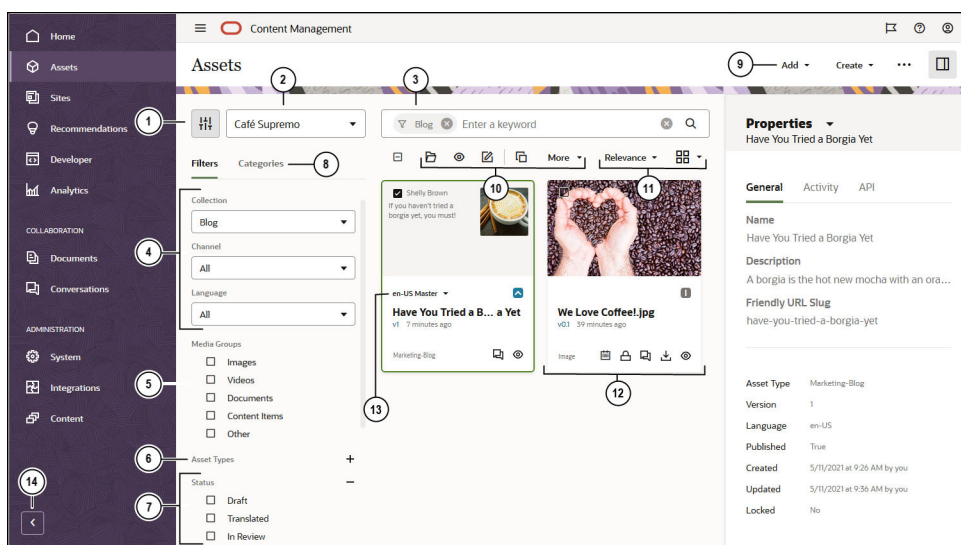 Home
Assets
Sites
Recommendations
Developer
Analytics
COLLABORATION
Documents
Conversations
ADMINISTRATION
System
Integrations
Content
14
Content Management
Assets
9
Add
Create
1
2
3
Café Supremo
Blog
Enter a keyword
Filters
Categories
8
More
Relevance
10
11
4
Collection
Blog
Channel
All
Language
All
Media Groups
5
Images
Videos
Documents
Content Items
Other
6
Asset Types
7
Status
Draft
Translated
In Review
Shelly Brown
If you haven't tried a
borgia yet, you must!
en-US Master
Have You Tried a B... a Yet
v1 7 minutes ago
Marketing-Blog
13
We Love Coffee!.jpg
v0.1 39 minutes ago
Image
12
Properties
Have You Tried a Borgia Yet
General
Activity
API
Name
Have You Tried a Borgia Yet
Description
A borgia is the hot new mocha with an ora...
Friendly URL Slug
have-you-tried-a-borgia-yet
Asset Type Marketing-Blog
Version 1
Language en-US
Published True
Created 5/11/2021 at 9:26 AM by you
Updated 5/11/2021 at 9:36 AM by you
Locked No